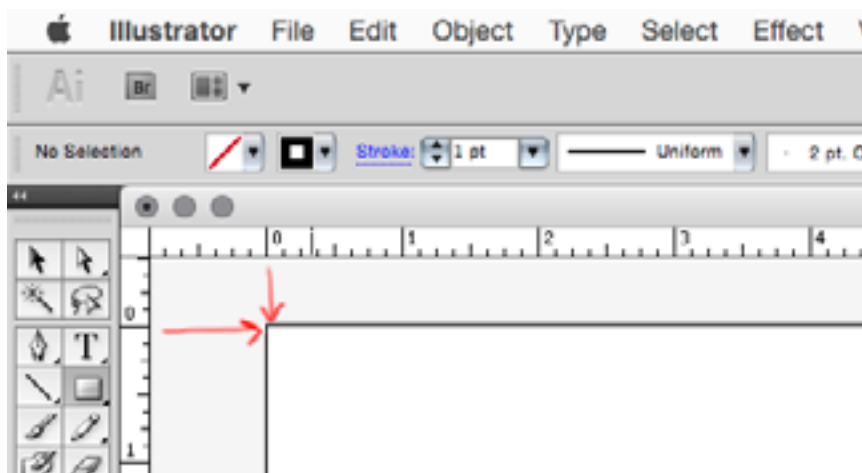 Illustrator File Edit Object Type Select Effect
Ai Br
No Selection Stroke: 1 pt Uniform 2 pt.
0 1 2 3 4
0
T
1